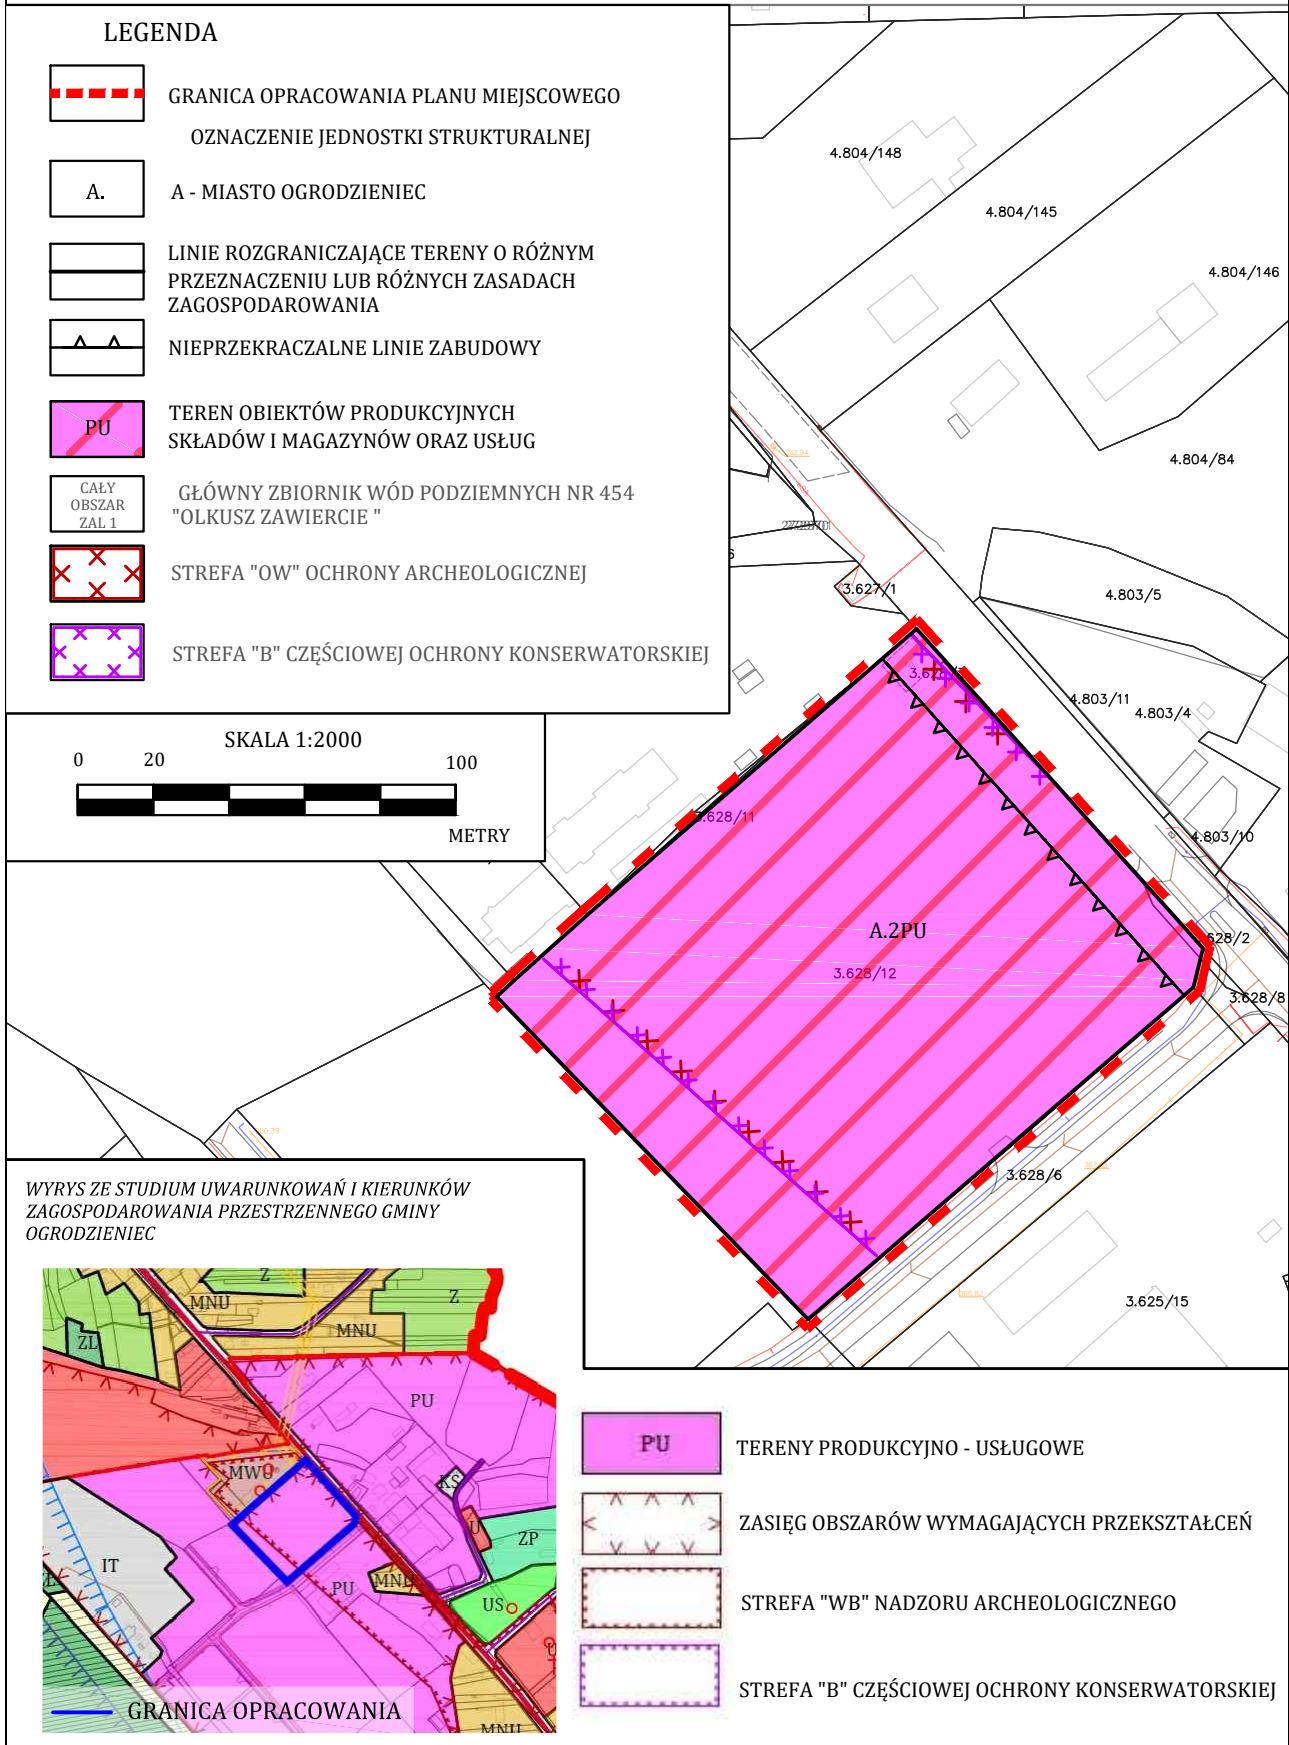 LEGENDA
GRANICA OPRACOWANIA PLANU MIEJSCOWEGO
OZNACZENIE JEDNOSTKI STRUKTURALNEJ
A.
A - MIASTO OGRODZIENIEC
LINIE ROZGRANICZAJĄCE TERENY O RÓŻNYM
PRZEZNACZENIU LUB RÓŻNYCH ZASADACH
ZAGOSPODAROWANIA
NIEPRZEKRACZALNE LINIE ZABUDOWY
PU
TEREN OBIEKTÓW PRODUKCYJNYCH
SKŁADÓW I MAGAZYNÓW ORAZ USŁUG
CAŁY
OBSZAR
ZAL 1
GŁÓWNY ZBIORNIK WÓD PODZIEMNYCH NR 454
"OLKUSZ ZAWIERCIE "
STREFA "OW" OCHRONY ARCHEOLOGICZNEJ
STREFA "B" CZĘŚCIOWEJ OCHRONY KONSERWATORSKIEJ
SKALA 1:2000
0 20 100
METRY
4.804/148
4.804/145
4.804/146
4.804/84
3.627/1
4.803/5
4.803/11
4.803/4
4.803/10
3.628/11
A.2PU
3.628/12
628/2
3.628/8
3.628/6
3.625/15
WYRYS ZE STUDIUM UWARUNKOWAŃ I KIERUNKÓW
ZAGOSPODAROWANIA PRZESTRZENNEGO GMINY
OGRODZIENIEC
Z
MNU
Z
ZL
MNU
PU
MWU
KS
U
ZP
IT
PU
MNU
US
U
MNU
GRANICA OPRACOWANIA
PU
TERENY PRODUKCYJNO - USŁUGOWE
ZASIĘG OBSZARÓW WYMAGAJĄCYCH PRZEKSZTAŁCEŃ
STREFA "WB" NADZORU ARCHEOLOGICZNEGO
STREFA "B" CZĘŚCIOWEJ OCHRONY KONSERWATORSKIEJ